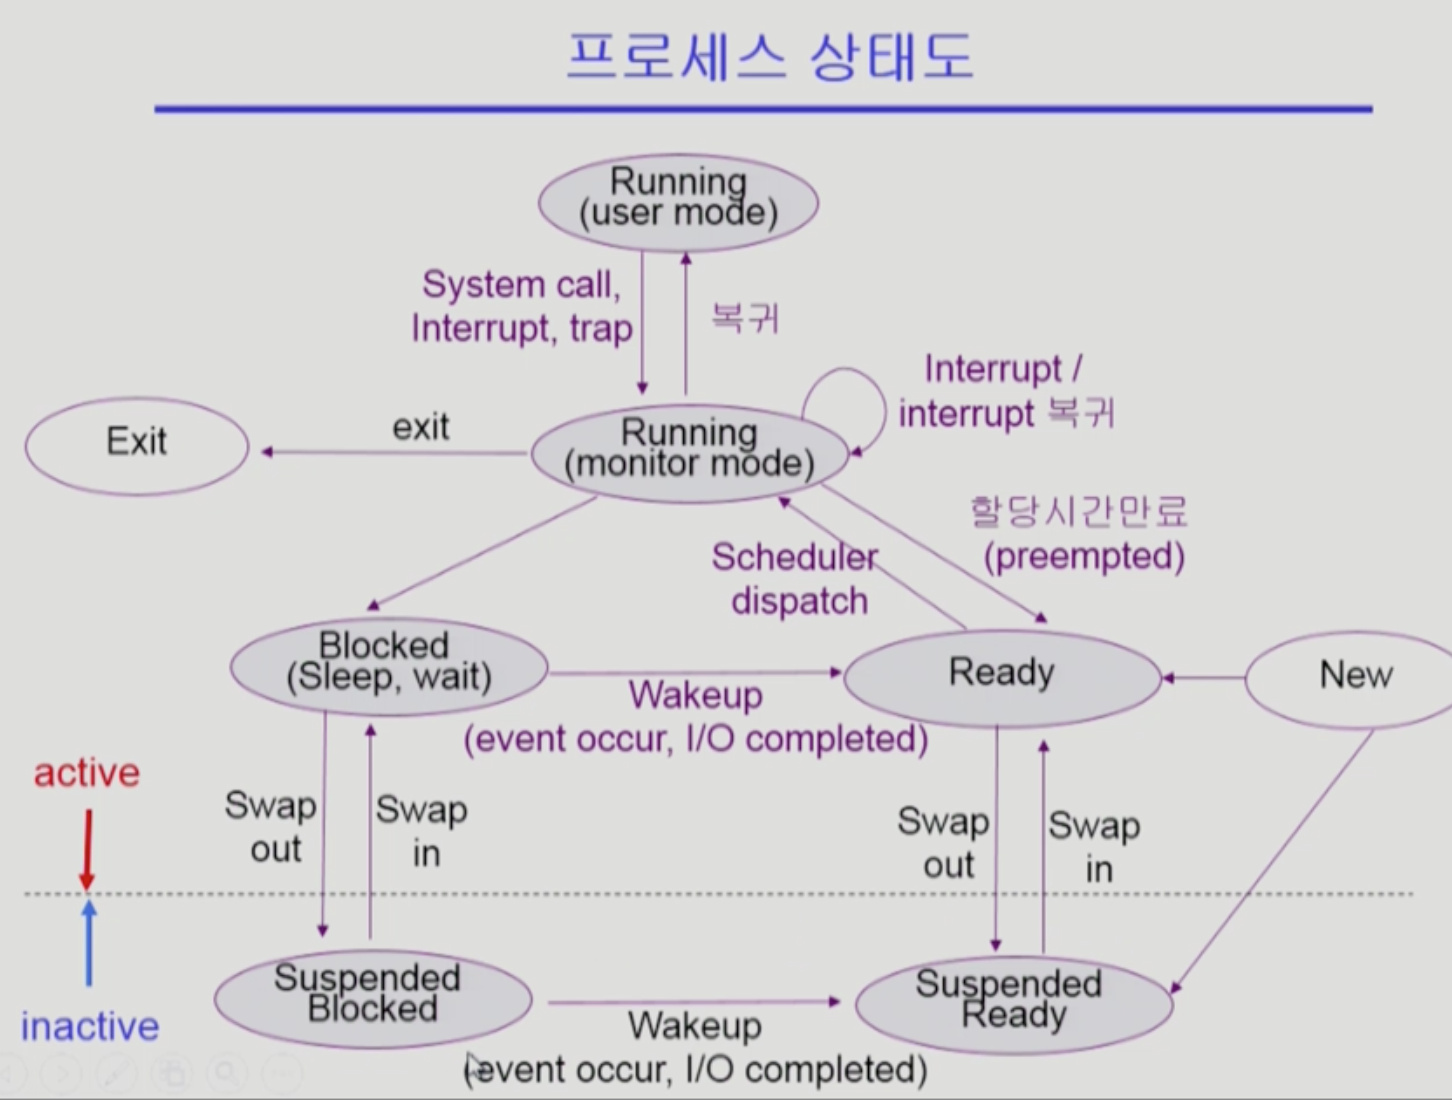 프로세스 상태도
Running
(user mode)
System call,
Interrupt, trap
복귀
Interrupt /
interrupt 복귀
Exit
exit
Running
(monitor mode)
할당시간만료
(preempted)
Scheduler
dispatch
Blocked
(Sleep, wait)
Ready
New
Wakeup
(event occur, I/O completed)
active
Swap
out
Swap
in
Swap
out
Swap
in
inactive
Suspended
Blocked
Suspended
Ready
Wakeup
(event occur, I/O completed)